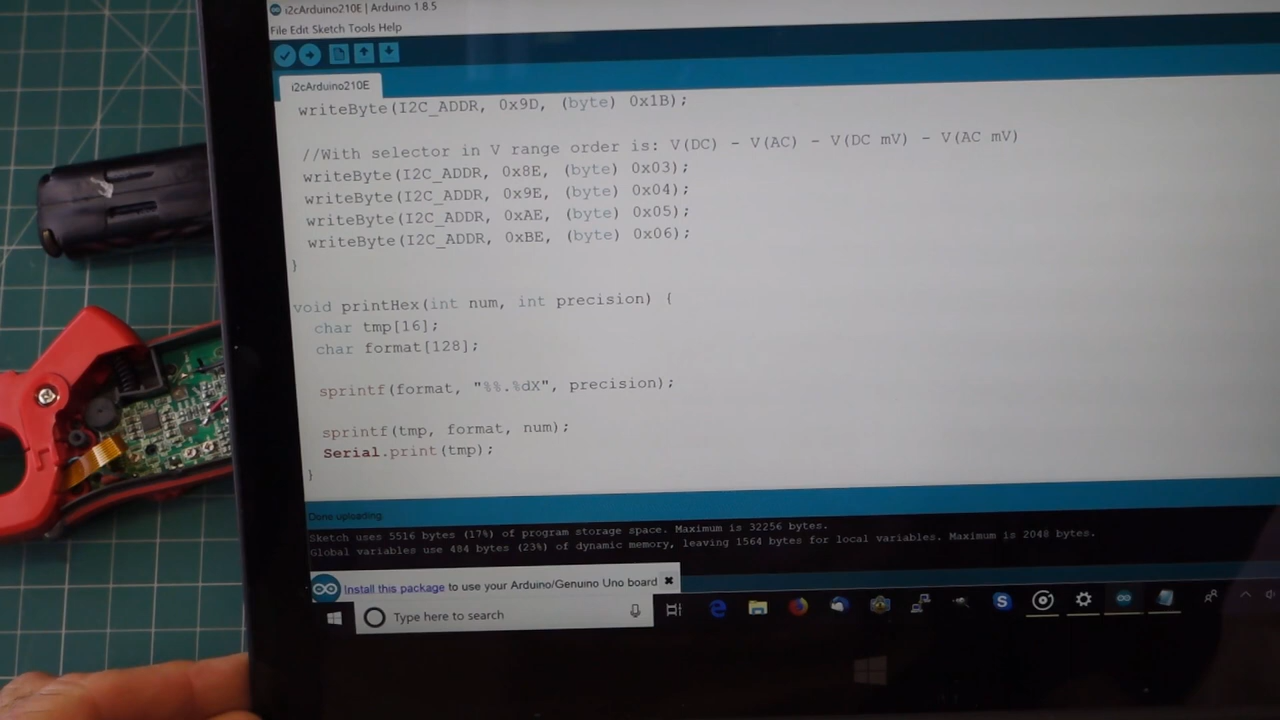 i2cArduino210E | Arduino 1.8.5
File Edit Sketch Tools Help
i2cArduino210E
writeByte(I2C_ADDR, 0x9D, (byte) 0x1B);
//With selector in V range order is: V(DC) - V(AC) - V(DC mV) - V(AC mV)
writeByte(I2C_ADDR, 0x8E, (byte) 0x03);
writeByte(I2C_ADDR, 0x9E, (byte) 0x04);
writeByte(I2C_ADDR, 0xAE, (byte) 0x05);
writeByte(I2C_ADDR, 0xBE, (byte) 0x06);
}
void printHex(int num, int precision) {
char tmp[16];
char format[128];
sprintf(format, "%%.%dX", precision);
sprintf(tmp, format, num);
Serial.print(tmp);
}
Done uploading.
Sketch uses 5516 bytes (17%) of program storage space. Maximum is 32256 bytes.
Global variables use 484 bytes (23%) of dynamic memory, leaving 1564 bytes for local variables. Maximum is 2048 bytes.
Install this package to use your Arduino/Genuino Uno board
Type here to search